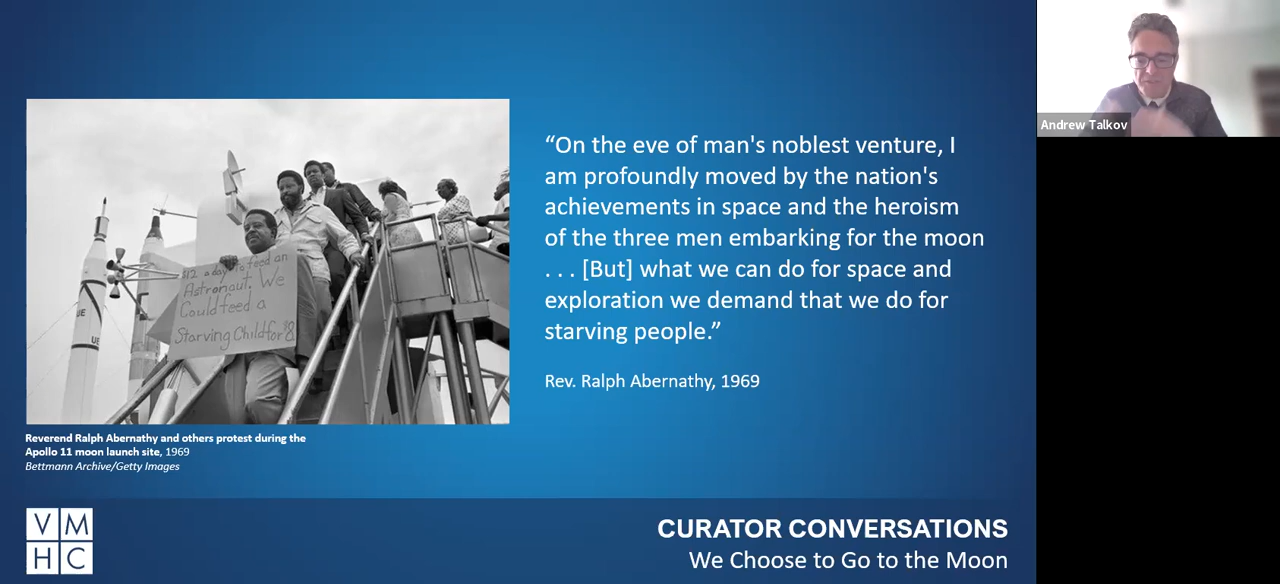 “On the eve of man's noblest venture, I
am profoundly moved by the nation's
achievements in space and the heroism
of the three men embarking for the moon
. . . [But] what we can do for space and
exploration we demand that we do for
starving people.”
Rev. Ralph Abernathy, 1969
$12 a day to feed an
Astronaut. We
Could feed a
Starving Child for $8
UE
Reverend Ralph Abernathy and others protest during the
Apollo 11 moon launch site, 1969
Bettmann Archive/Getty Images
VM
HC
CURATOR CONVERSATIONS
We Choose to Go to the Moon
Andrew Talkov